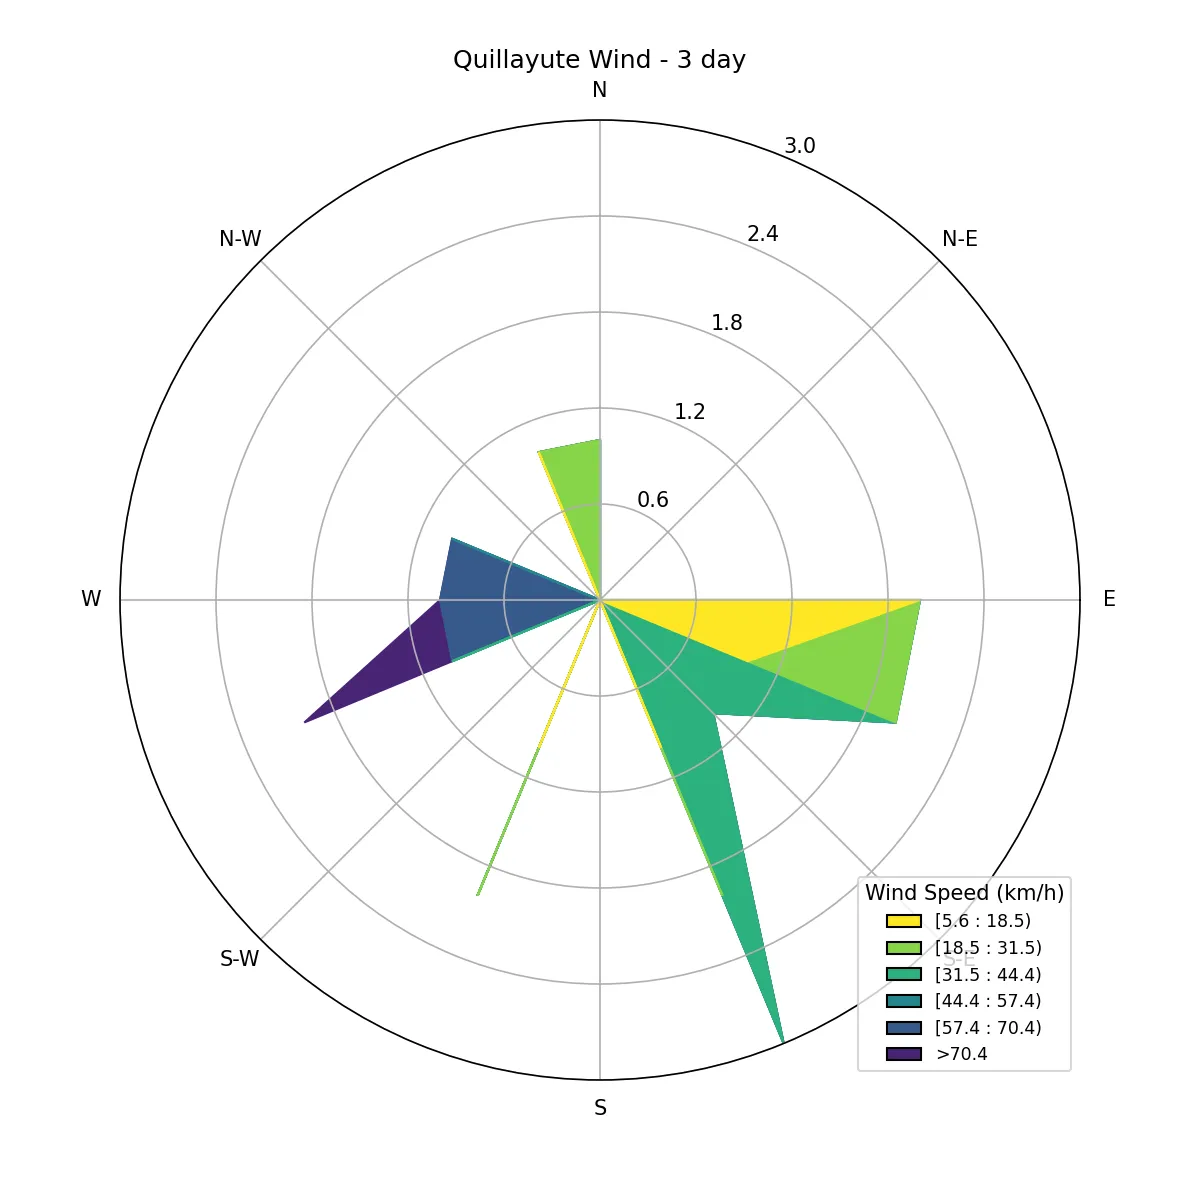 Quillayute Wind - 3 day
N
3.0
N-W
2.4
N-E
1.8
1.2
0.6
W
E
S-W
S-E
S
Wind Speed (km/h)
[5.6 : 18.5)
[18.5 : 31.5)
[31.5 : 44.4)
[44.4 : 57.4)
[57.4 : 70.4)
>70.4